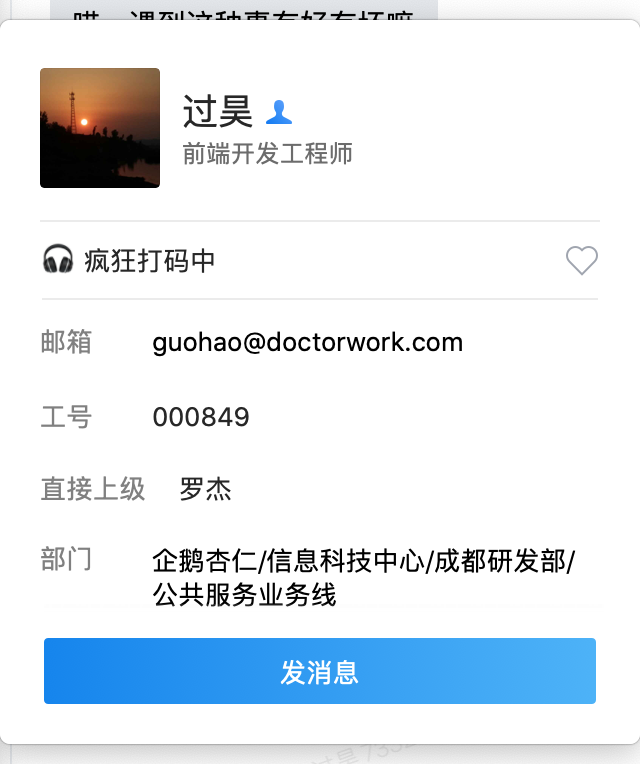 过昊
前端开发工程师
疯狂打码中
邮箱 guohao@doctorwork.com
工号 000849
直接上级 罗杰
部门 企鹅杏仁/信息科技中心/成都研发部/
公共服务业务线
发消息